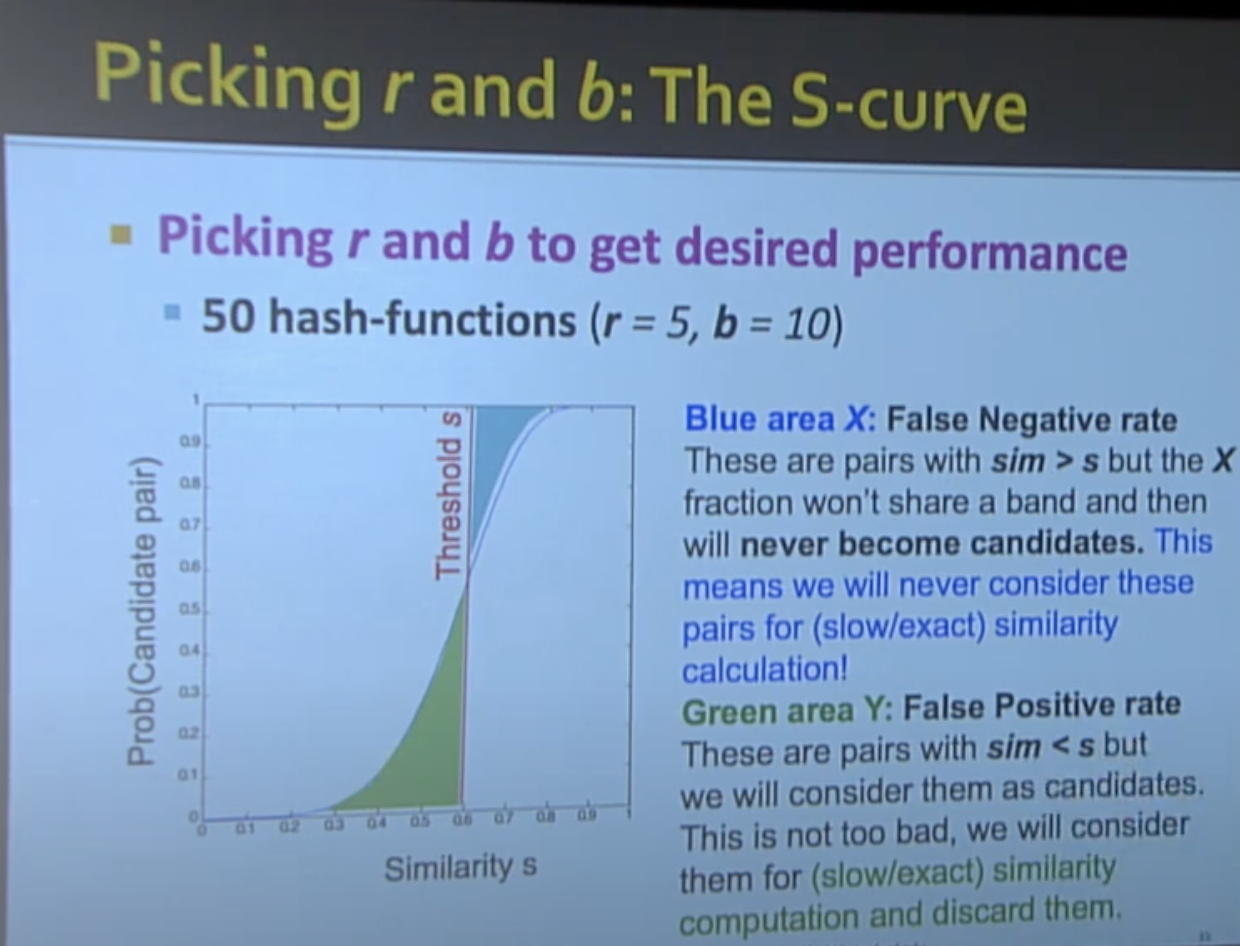 Picking r and b: The S-curve
Picking r and b to get desired performance
50 hash-functions (r = 5, b = 10)
Prob(Candidate pair)
1
0.9
0.8
0.7
0.6
0.5
0.4
0.3
0.2
0.1
0
Threshold s
0 0.1 0.2 0.3 0.4 0.5 0.6 0.7 0.8 0.9 1
Similarity s
Blue area X: False Negative rate
These are pairs with sim > s but the X
fraction won't share a band and then
will never become candidates. This
means we will never consider these
pairs for (slow/exact) similarity
calculation!
Green area Y: False Positive rate
These are pairs with sim < s but
we will consider them as candidates.
This is not too bad, we will consider
them for (slow/exact) similarity
computation and discard them.